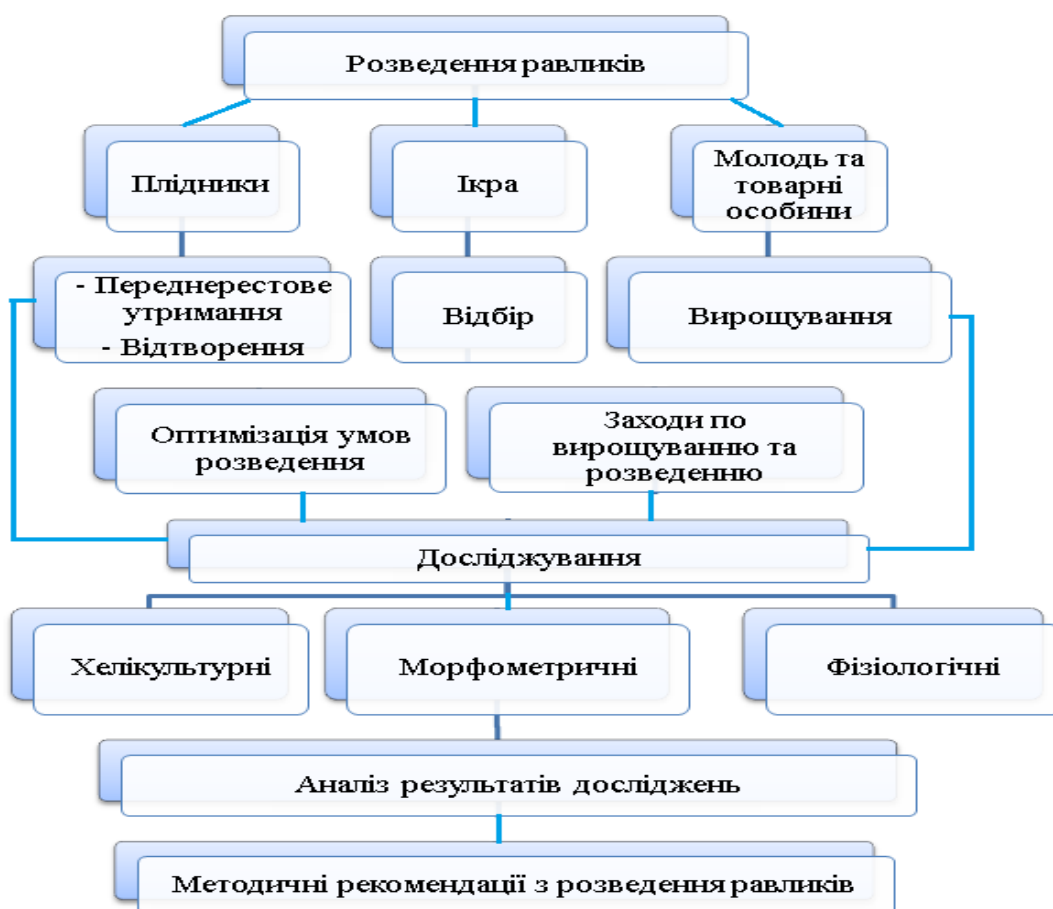 Розведення равликів
Плідники
Ікра
Молодь та
товарні
особини
- Переднерестове
утримання
- Відтворення
Відбір
Вирощування
Оптимізація умов
розведення
Заходи по
вирощуванню та
розведенню
Досліджування
Хелікультурні
Морфометричні
Фізіологічні
Аналіз результатів досліджень
Методичні рекомендації з розведення равликів